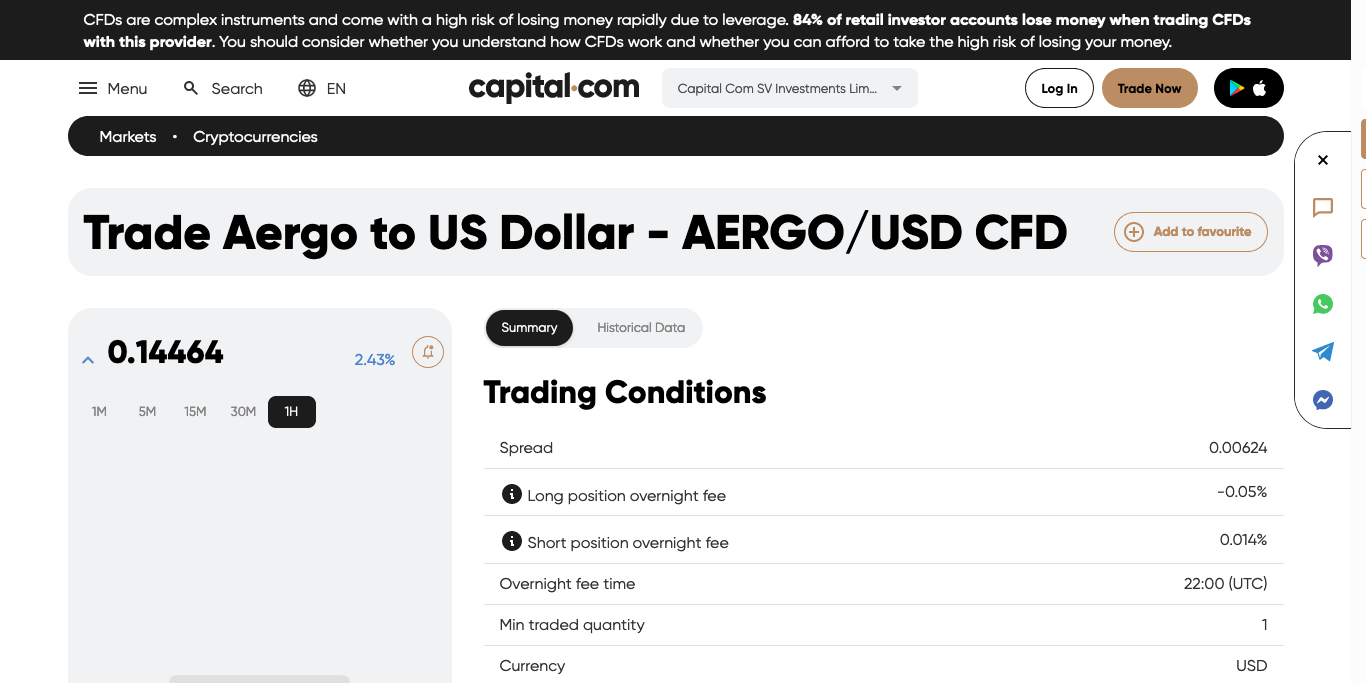 CFDs are complex instruments and come with a high risk of losing money rapidly due to leverage. 84% of retail investor accounts lose money when trading CFDs
with this provider. You should consider whether you understand how CFDs work and whether you can afford to take the high risk of losing your money.
Menu Search EN capital.com Capital Com SV Investments Lim... Log In Trade Now
Markets • Cryptocurrencies
Trade Aergo to US Dollar - AERGO/USD CFD
Add to favourite
0.14464 2.43%
1M 5M 15M 30M 1H
Summary Historical Data
Trading Conditions
Spread 0.00624
Long position overnight fee -0.05%
Short position overnight fee 0.014%
Overnight fee time 22:00 (UTC)
Min traded quantity 1
Currency USD